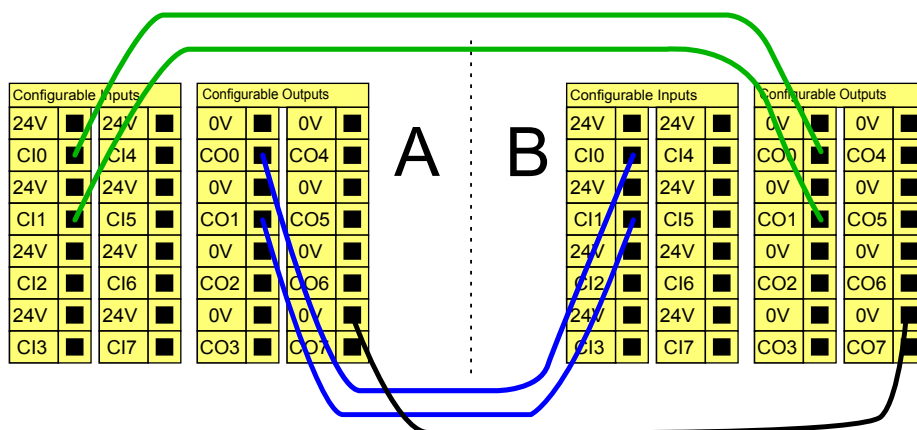 Configurable Inputs
24V 24V
CI0 CI4
24V 24V
CI1 CI5
24V 24V
CI2 CI6
24V 24V
CI3 CI7
Configurable Outputs
0V 0V
CO0 CO4
0V 0V
CO1 CO5
0V 0V
CO2 CO6
0V 0V
CO3 CO7
A
B
Configurable Inputs
24V 24V
CI0 CI4
24V 24V
CI1 CI5
24V 24V
CI2 CI6
24V 24V
CI3 CI7
Configurable Outputs
0V 0V
CO0 CO4
0V 0V
CO1 CO5
0V 0V
CO2 CO6
0V 0V
CO3 CO7